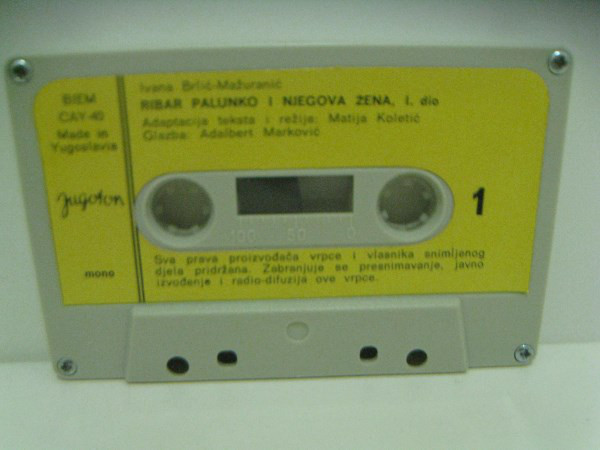 Ivana Brlić-Mažuranić
RIBAR PALUNKO I NJEGOVA ŽENA, I. dio
Adaptacija teksta i režija: Matija Koletić
Glazba: Adalbert Marković
BIEM
CAY-40
Made in
Yugoslavia
Jugoton
mono
1
100 50 0
Sva prava proizvođača vrpce i vlasnika snimljenog
djela pridržana. Zabranjuje se presnimavanje, javno
izvođenje i radio-difuzija ove vrpce.